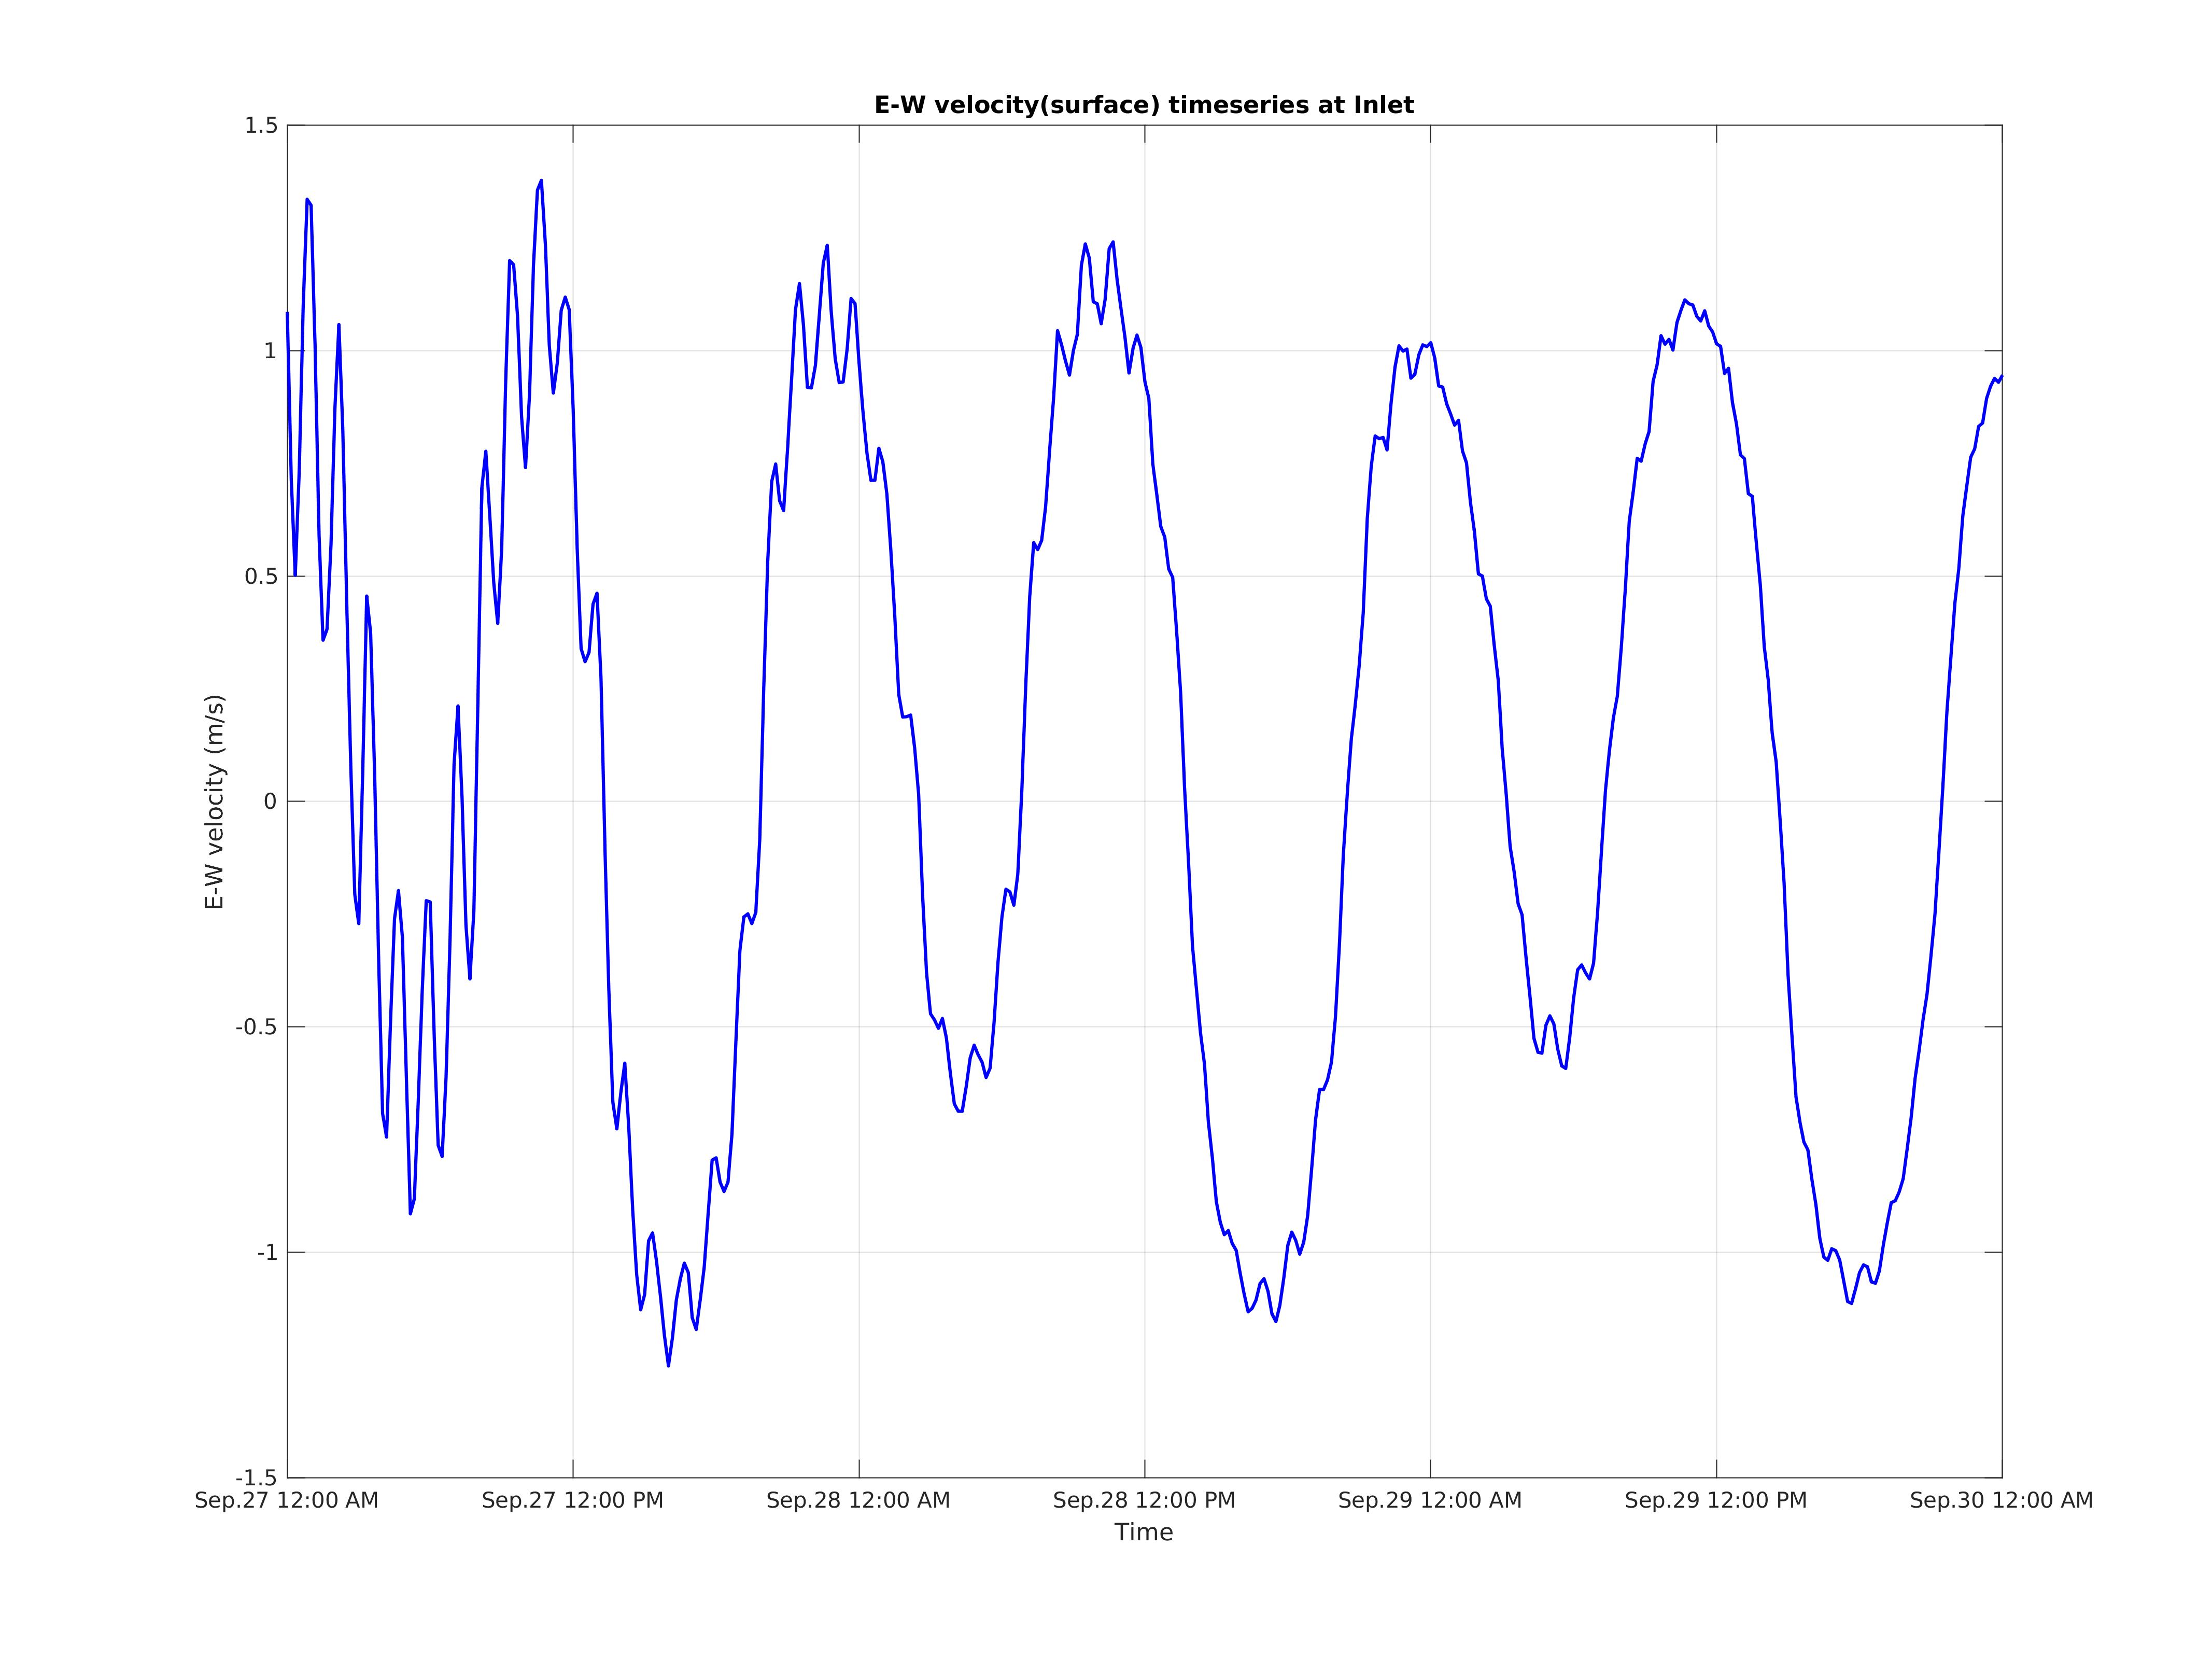 E-W velocity(surface) timeseries at Inlet
1.5
1
0.5
0
-0.5
-1
-1.5
E-W velocity (m/s)
Sep.27 12:00 AM
Sep.27 12:00 PM
Sep.28 12:00 AM
Sep.28 12:00 PM
Sep.29 12:00 AM
Sep.29 12:00 PM
Sep.30 12:00 AM
Time